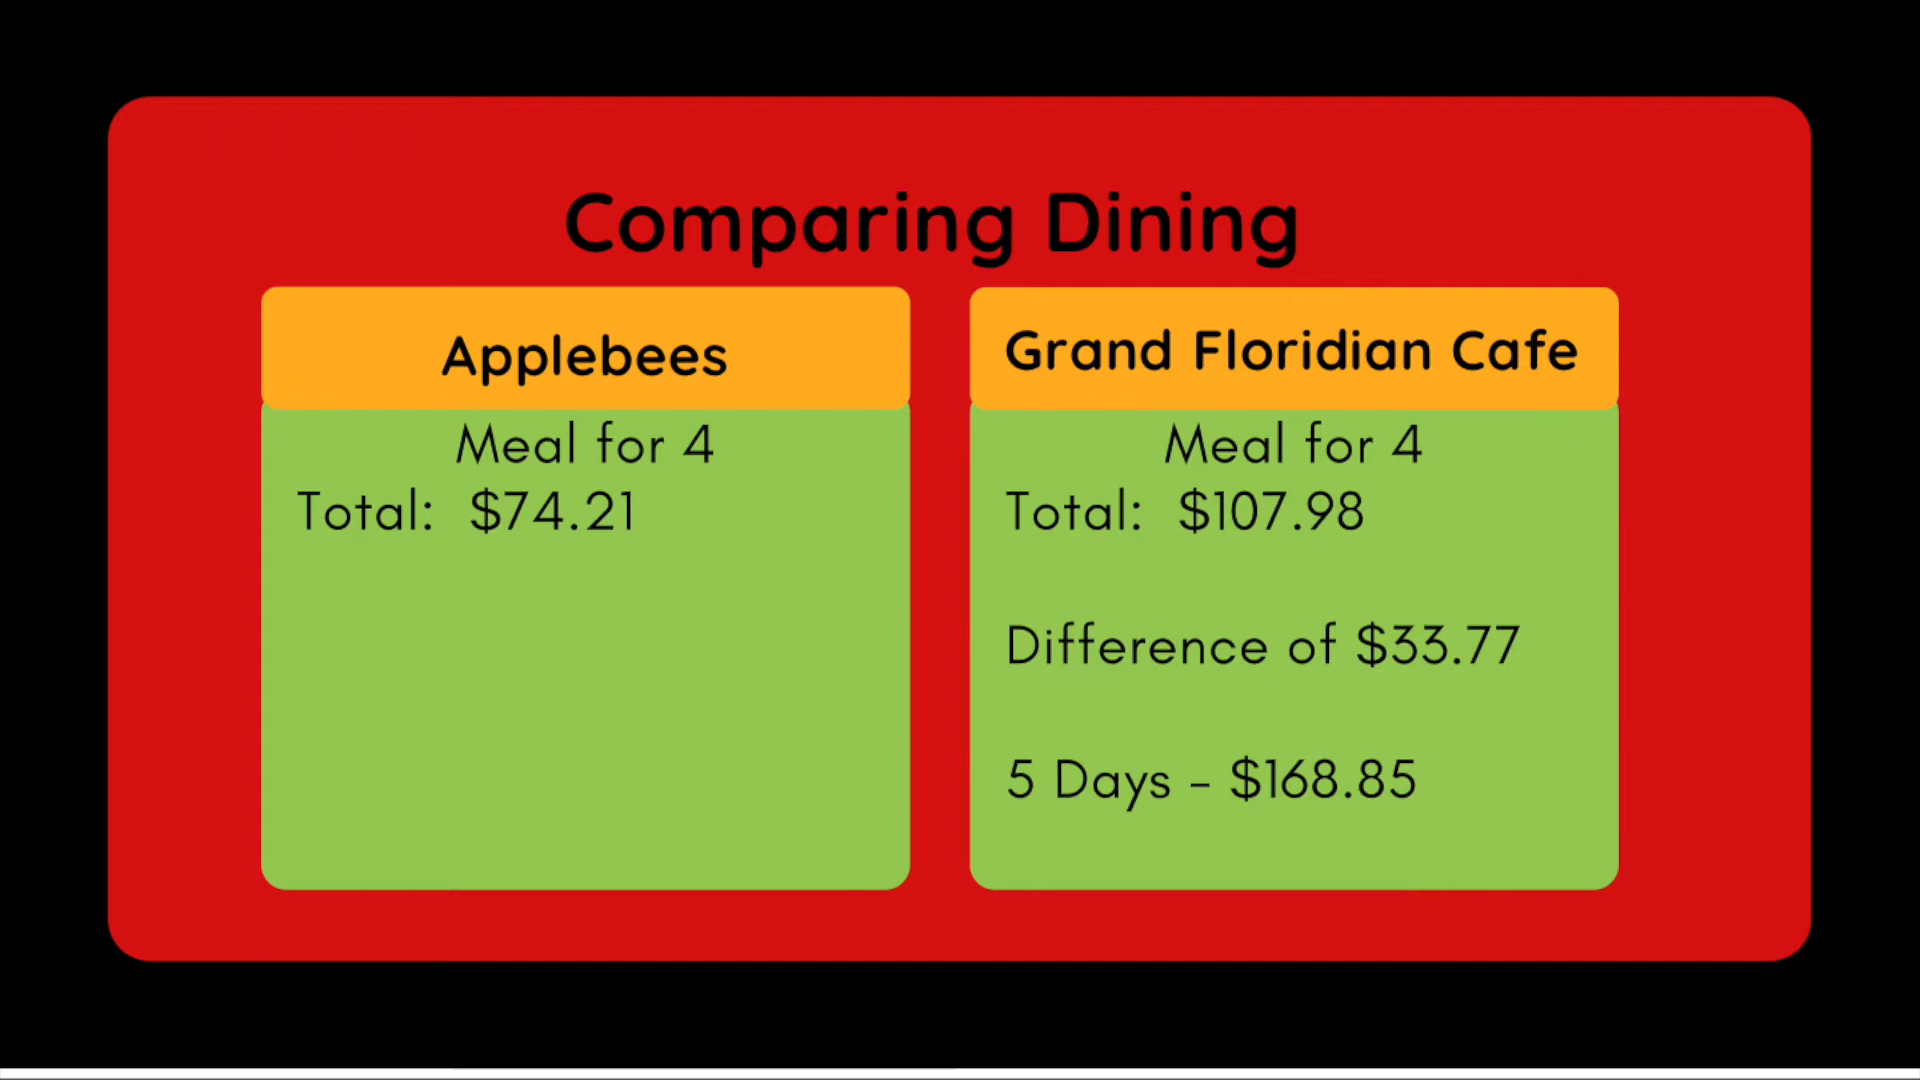 Comparing Dining
Applebees
Meal for 4
Total: $74.21
Grand Floridian Cafe
Meal for 4
Total: $107.98
Difference of $33.77
5 Days - $168.85